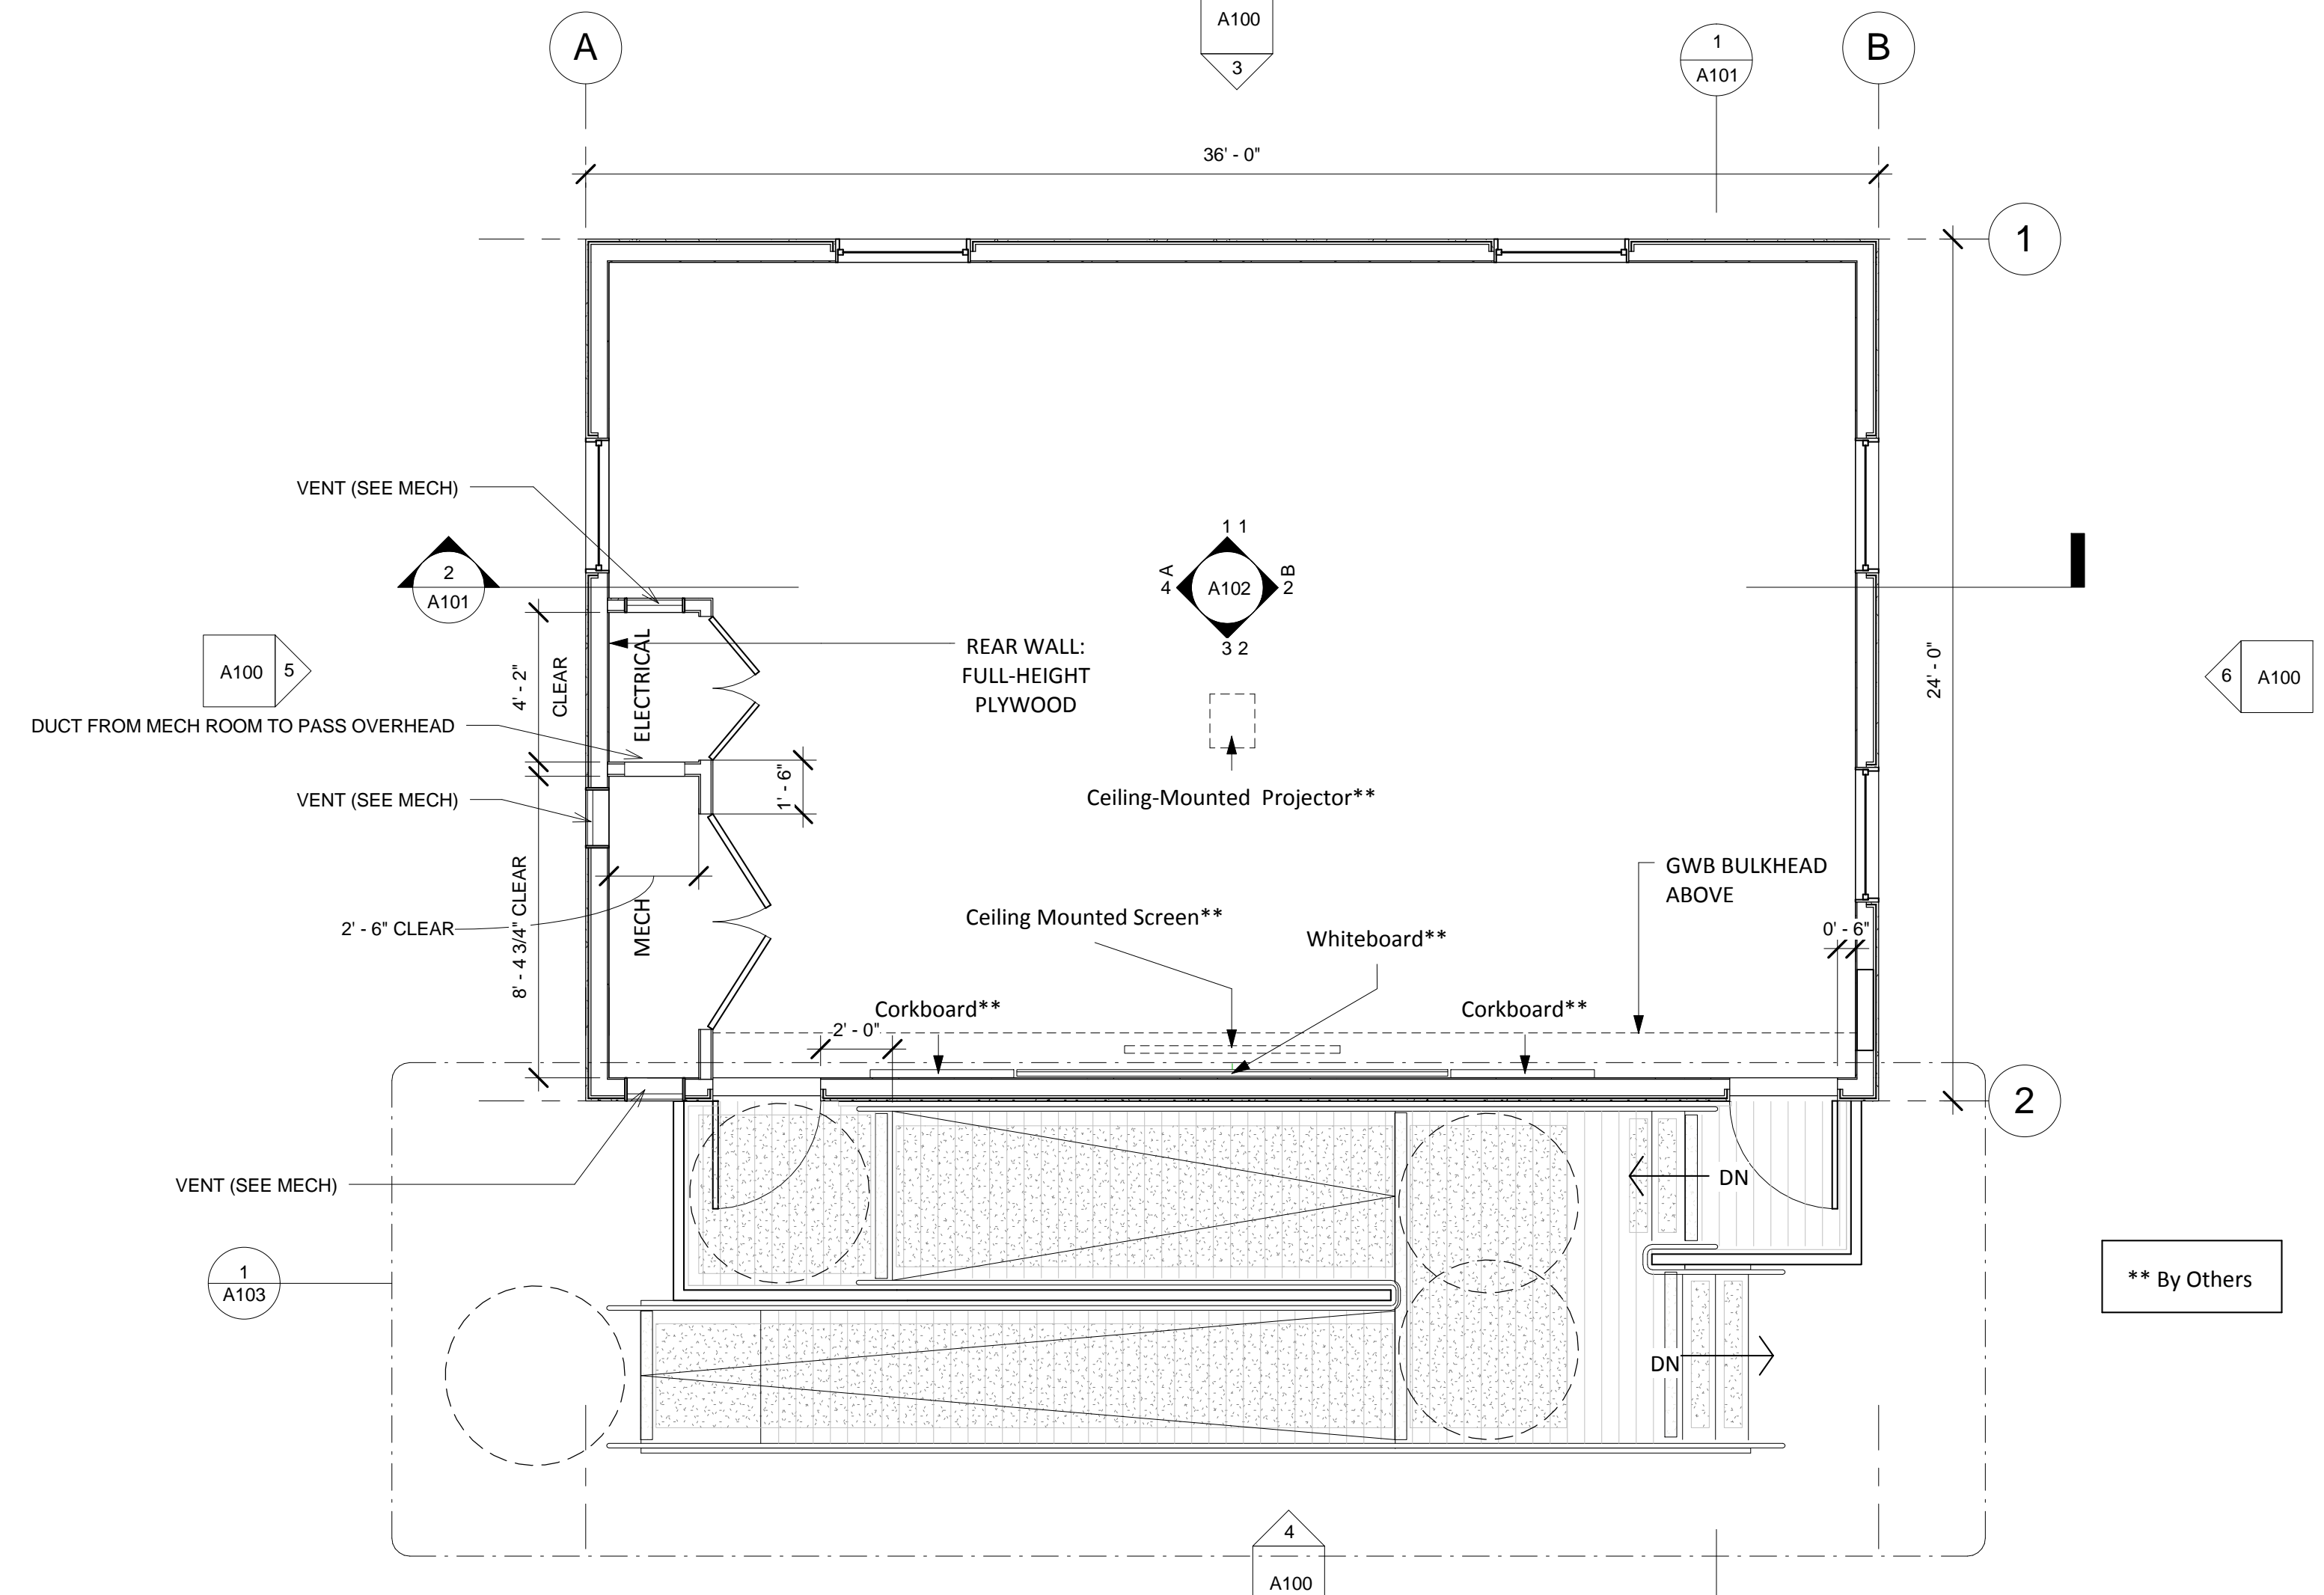 A100
3
A
1
A101
B
36' - 0"
1
VENT (SEE MECH)
2
A101
1 1
A
4
A102
B
2
3 2
A100
5
4' - 2"
CLEAR
ELECTRICAL
REAR WALL:
FULL-HEIGHT
PLYWOOD
24' - 0"
6
A100
DUCT FROM MECH ROOM TO PASS OVERHEAD
VENT (SEE MECH)
1' - 6"
Ceiling-Mounted Projector**
8' - 4 3/4" CLEAR
2' - 6" CLEAR
MECH
GWB BULKHEAD
ABOVE
Ceiling Mounted Screen**
Whiteboard**
0' - 6"
Corkboard**
Corkboard**
2' - 0"
2
VENT (SEE MECH)
DN
1
A103
** By Others
DN
4
A100